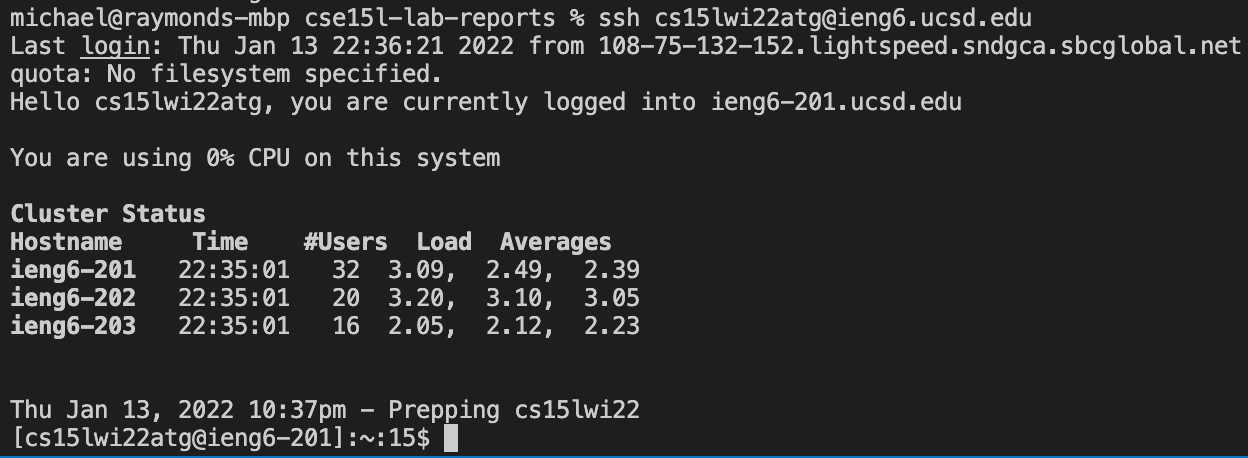 michael@raymonds-mbp cse15l-lab-reports % ssh cs15lwi22atg@ieng6.ucsd.edu
Last login: Thu Jan 13 22:36:21 2022 from 108-75-132-152.lightspeed.sndgca.sbcglobal.net
quota: No filesystem specified.
Hello cs15lwi22atg, you are currently logged into ieng6-201.ucsd.edu
You are using 0% CPU on this system
Cluster Status
Hostname     Time    #Users  Load  Averages
ieng6-201   22:35:01   32  3.09,  2.49,  2.39
ieng6-202   22:35:01   20  3.20,  3.10,  3.05
ieng6-203   22:35:01   16  2.05,  2.12,  2.23
Thu Jan 13, 2022 10:37pm - Prepping cs15lwi22
[cs15lwi22atg@ieng6-201]:~:15$